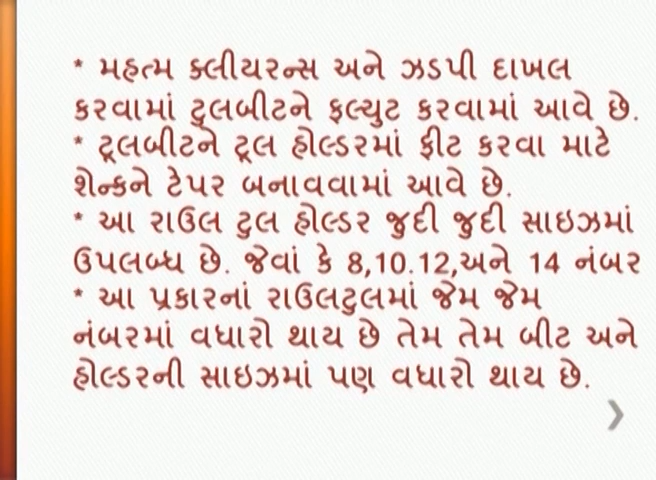 * મહત્મ ક્લીયરન્સ અને ઝડપી દાખલ
કરવામાં ટુલબીટને ફલ્યુટ કરવામાં આવે છે.
* ટૂલબીટને ટૂલ હોલ્ડરમાં ફીટ કરવા માટે
શેન્કને ટેપર બનાવવામાં આવે છે.
* આ રાઉલ ટુલ હોલ્ડર જુદી જુદી સાઇઝમાં
ઉપલબ્ધ છે. જેવાં કે 8,10.12,અને 14 નંબર
* આ પ્રકારનાં રાઉલટુલમાં જેમ જેમ
નંબરમાં વધારો થાય છે તેમ તેમ બીટ અને
હોલ્ડરની સાઇઝમાં પણ વધારો થાય છે.